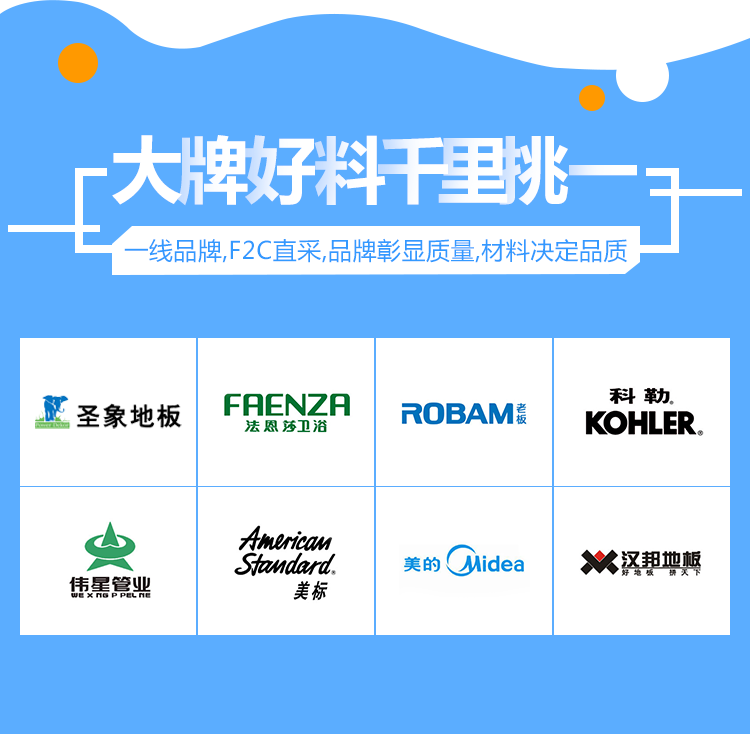 大牌好料千里挑一
一线品牌,F2C直采,品牌彰显质量,材料决定品质
圣象地板
FAENZA
法恩莎卫浴
ROBAM老板
科勒®
KOHLER®
伟星管业
American
Standard®
美标
美的 Midea
汉邦地板
好地板 拼天下